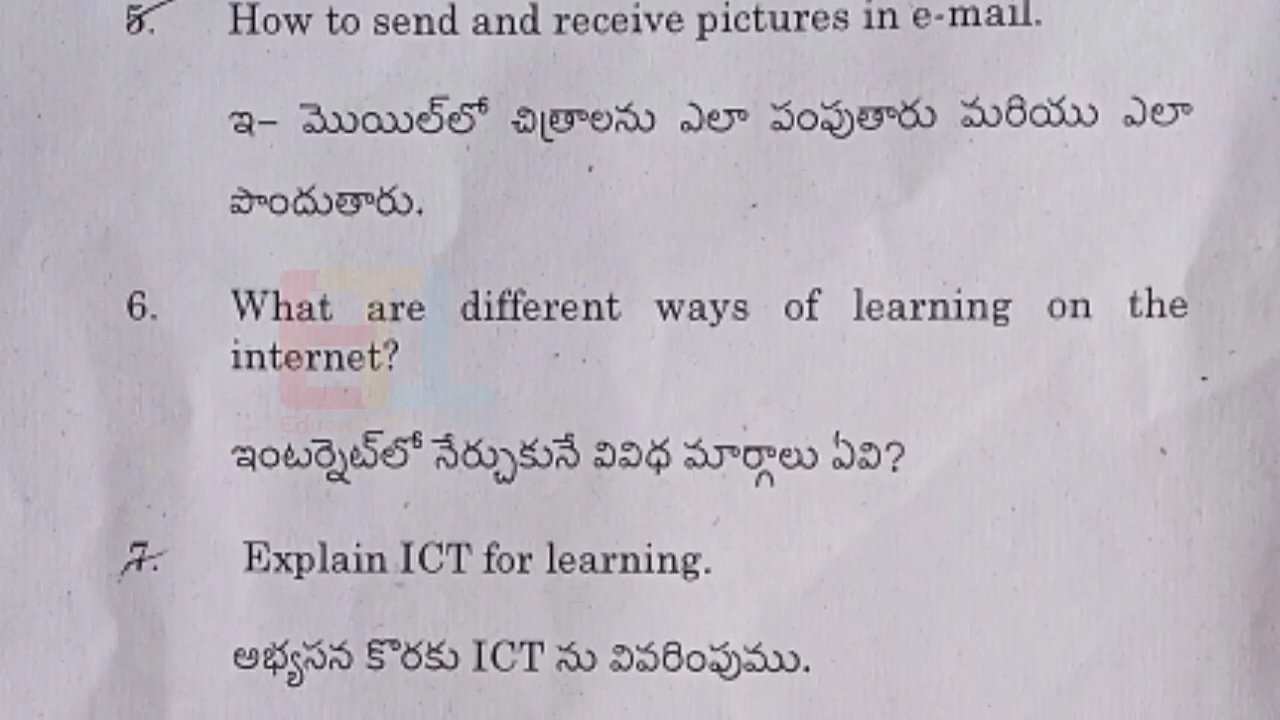 5. How to send and receive pictures in e-mail.
ఇ– మొయిల్‌లో చిత్రాలను ఎలా పంపుతారు మరియు ఎలా
పొందుతారు.
6. What are different ways of learning on the
internet?
ఇంటర్నెట్‌లో నేర్చుకునే వివిధ మార్గాలు ఏవి?
7. Explain ICT for learning.
అభ్యసన కొరకు ICT ను వివరింపుము.